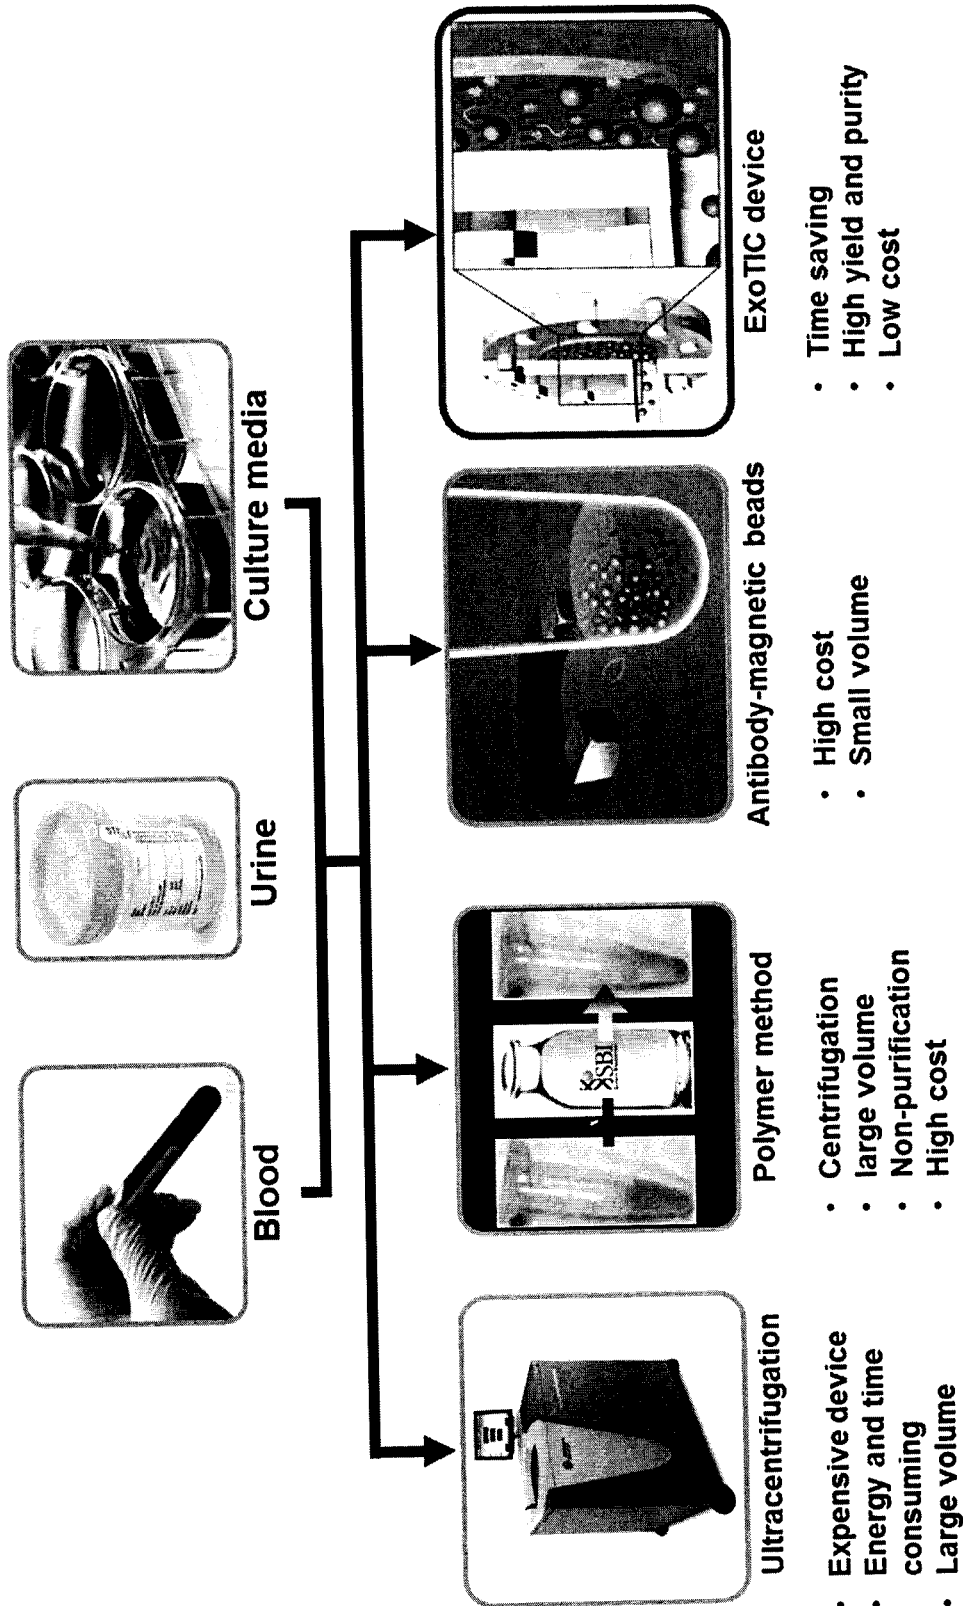 Blood
Urine
Culture media
SBI
Ultracentrifugation
• Expensive device
• Energy and time
consuming
• Large volume
Polymer method
• Centrifugation
• large volume
• Non-purification
• High cost
Antibody-magnetic beads
• High cost
• Small volume
ExoTIC device
• Time saving
• High yield and purity
• Low cost